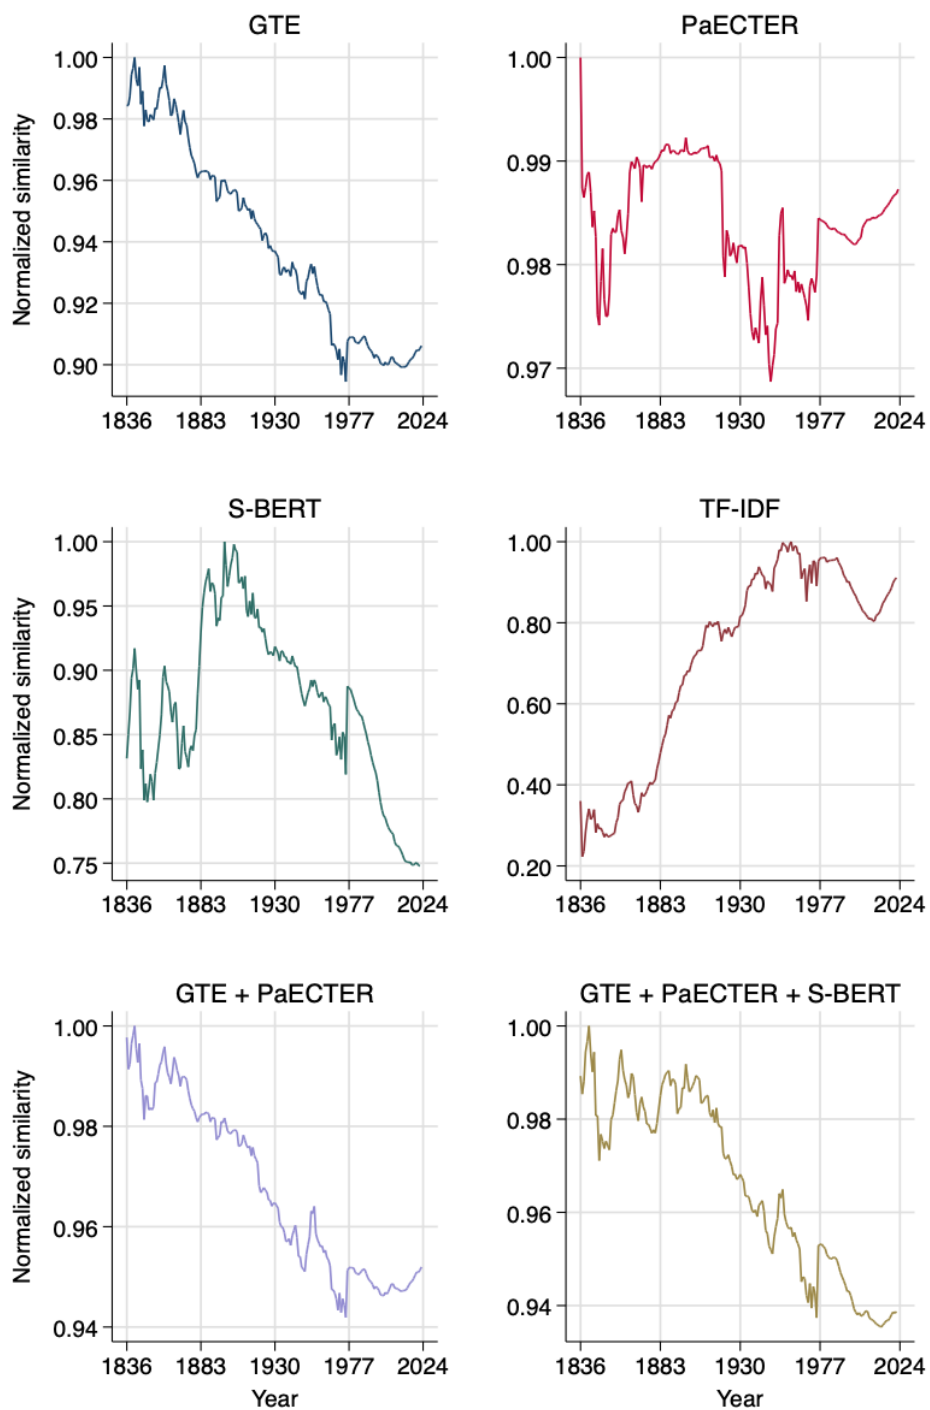 GTE
Normalized similarity
1.00
0.98
0.96
0.94
0.92
0.90
1836 1883 1930 1977 2024
PaECTER
1.00
0.99
0.98
0.97
1836 1883 1930 1977 2024
S-BERT
Normalized similarity
1.00
0.95
0.90
0.85
0.80
0.75
1836 1883 1930 1977 2024
TF-IDF
1.00
0.80
0.60
0.40
0.20
1836 1883 1930 1977 2024
GTE + PaECTER
Normalized similarity
1.00
0.98
0.96
0.94
1836 1883 1930 1977 2024
Year
GTE + PaECTER + S-BERT
1.00
0.98
0.96
0.94
1836 1883 1930 1977 2024
Year